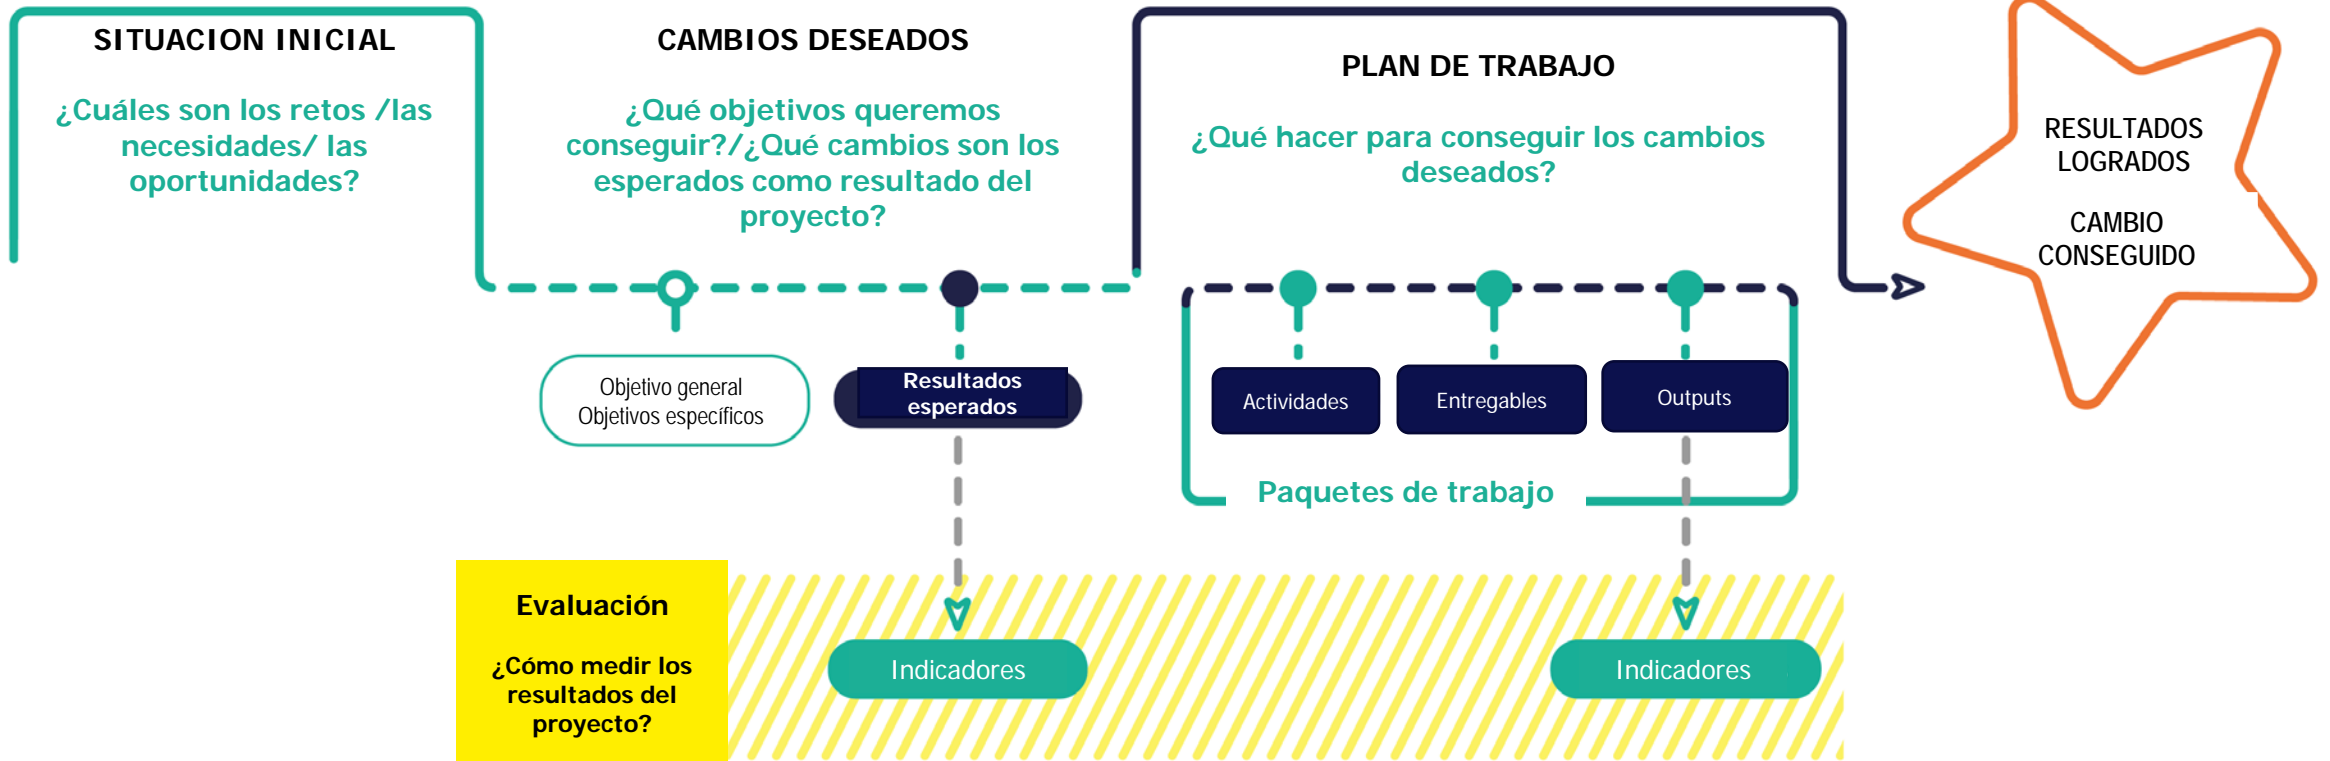 SITUACION INICIAL
¿Cuáles son los retos /las
necesidades/ las
oportunidades?
CAMBIOS DESEADOS
¿Qué objetivos queremos
conseguir?/¿Qué cambios son los
esperados como resultado del
proyecto?
PLAN DE TRABAJO
¿Qué hacer para conseguir los cambios
deseados?
RESULTADOS
LOGRADOS
CAMBIO
CONSEGUIDO
Objetivo general
Objetivos específicos
Resultados
esperados
Actividades
Entregables
Outputs
Paquetes de trabajo
Evaluación
¿Cómo medir los
resultados del
proyecto?
Indicadores
Indicadores